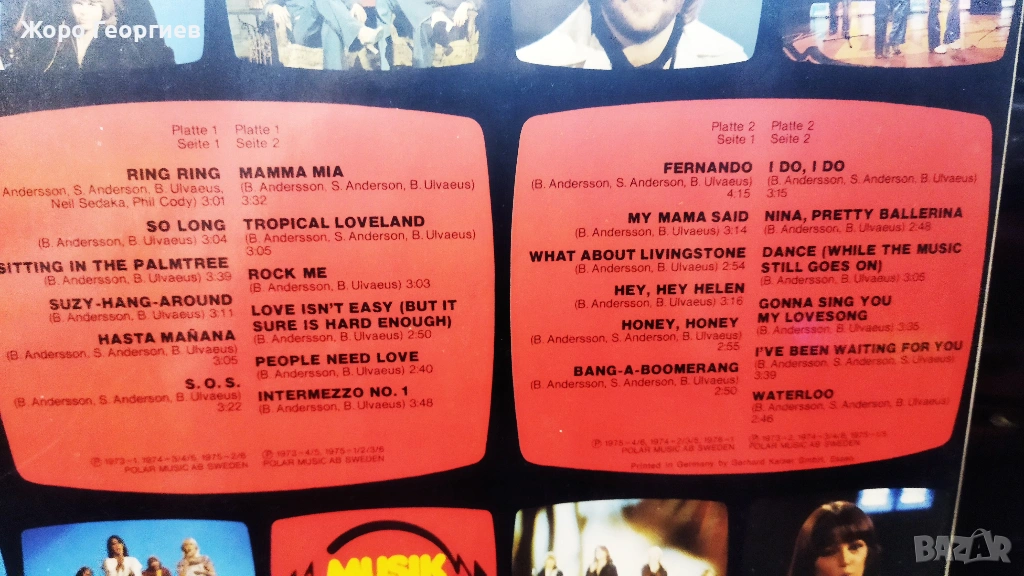 Жоро Георгиев
Platte 1
Seite 1
RING RING
Andersson, S. Anderson, B. Ulvaeus,
Neil Sedaka, Phil Cody) 3:01
SO LONG
(B. Andersson, B. Ulvaeus) 3:04
SITTING IN THE PALMTREE
(B. Andersson, B. Ulvaeus) 3:39
SUZY-HANG-AROUND
(B. Andersson, B. Ulvaeus) 3:11
HASTA MAÑANA
(B. Andersson, S. Anderson, B. Ulvaeus)
3:05
S.O.S.
(B. Andersson, S. Anderson, B. Ulvaeus)
3:22
Platte 1
Seite 2
MAMMA MIA
(B. Andersson, S. Anderson, B. Ulvaeus)
3:32
TROPICAL LOVELAND
(B. Andersson, S. Anderson, B. Ulvaeus)
3:05
ROCK ME
(B. Andersson, B. Ulvaeus) 3:03
LOVE ISN'T EASY (BUT IT
SURE IS HARD ENOUGH)
(B. Andersson, B. Ulvaeus) 2:50
PEOPLE NEED LOVE
(B. Andersson, B. Ulvaeus) 2:40
INTERMEZZO NO. 1
(B. Andersson, B. Ulvaeus) 3:48
POLAR MUSIC AB SWEDEN
POLAR MUSIC AB SWEDEN
Platte 2
Seite 1
FERNANDO
(B. Andersson, S. Anderson, B. Ulvaeus)
4:15
MY MAMA SAID
(B. Andersson, B. Ulvaeus) 3:14
WHAT ABOUT LIVINGSTONE
(B. Andersson, B. Ulvaeus) 2:54
HEY, HEY HELEN
(B. Andersson, B. Ulvaeus) 3:16
HONEY, HONEY
(B. Andersson, S. Anderson, B. Ulvaeus)
2:55
BANG-A-BOOMERANG
(B. Andersson, S. Anderson, B. Ulvaeus)
2:50
Platte 2
Seite 2
I DO, I DO
(B. Andersson, S. Anderson, B. Ulvaeus)
3:15
NINA, PRETTY BALLERINA
(B. Andersson, B. Ulvaeus) 2:48
DANCE (WHILE THE MUSIC
STILL GOES ON)
(B. Andersson, B. Ulvaeus) 3:05
GONNA SING YOU
MY LOVESONG
(B. Andersson, B. Ulvaeus) 3:35
I'VE BEEN WAITING FOR YOU
(B. Andersson, B. Ulvaeus, S. Anderson)
3:39
WATERLOO
(B. Andersson, S. Anderson, B. Ulvaeus)
2:46
POLAR MUSIC AB SWEDEN
POLAR MUSIC AB SWEDEN
Printed in Germany by Gerhard Kaiser GmbH, Essen
MUSIK
BAZAR